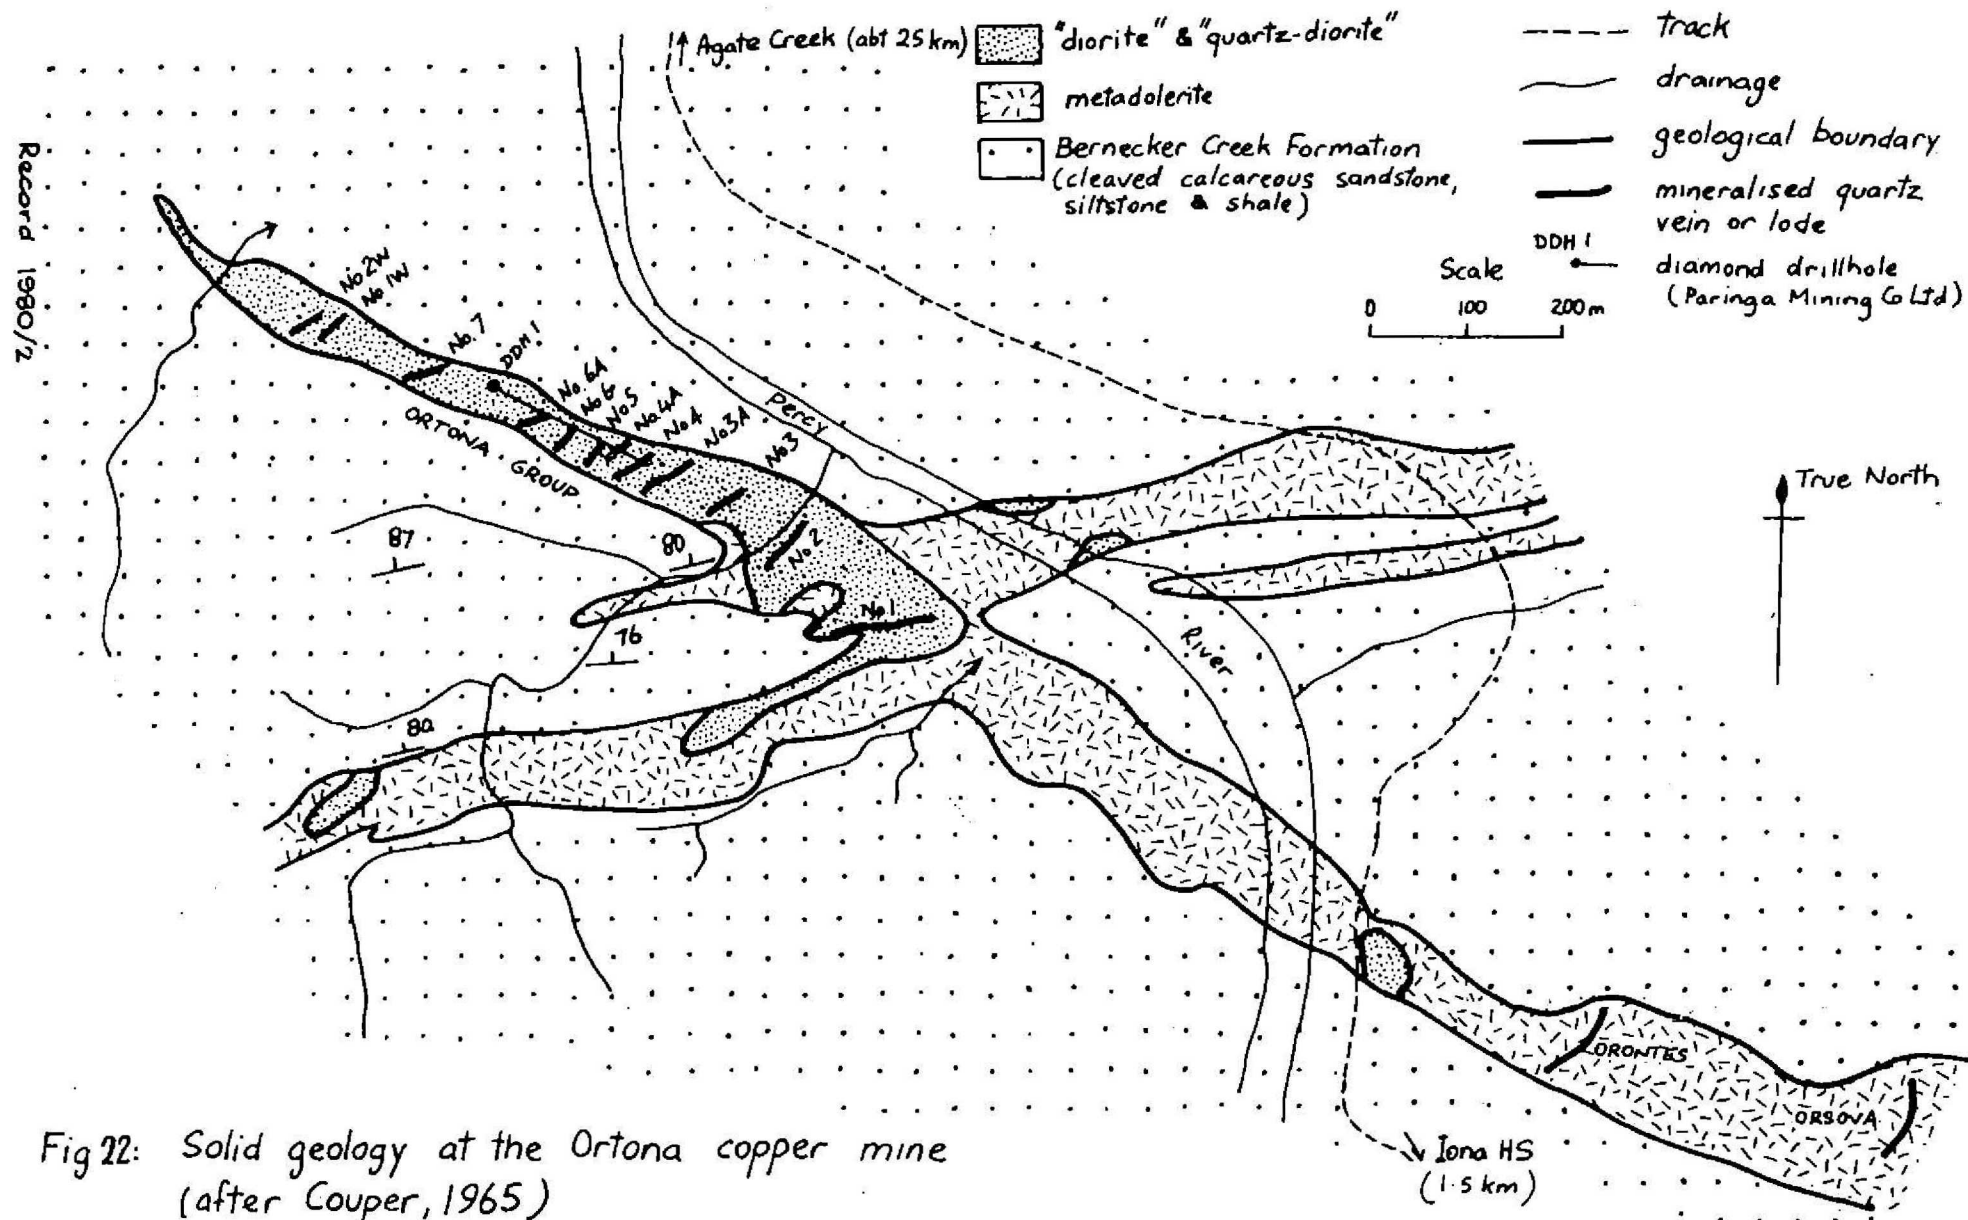 Agate Creek (abt 25 km)
"diorite" & "quartz-diorite"
metadolerite
Bernecker Creek Formation
(cleaved calcareous sandstone,
siltstone & shale)
track
drainage
geological boundary
mineralised quartz
vein or lode
DDH 1
diamond drillhole
(Paringa Mining Co Ltd)
Scale
0 100 200 m
True North
Record 1980/2
No 2W
No 1W
No. 7
DDH 1
No 6A
No 6
No 5
No 4A
No 4
No 3A
No 3
No 2
No 1
ORTONA GROUP
Percy
River
87
80
76
80
ORONTES
ORSOVA
Iona HS
(1.5 km)
Fig 22: Solid geology at the Ortona copper mine
(after Couper, 1965)